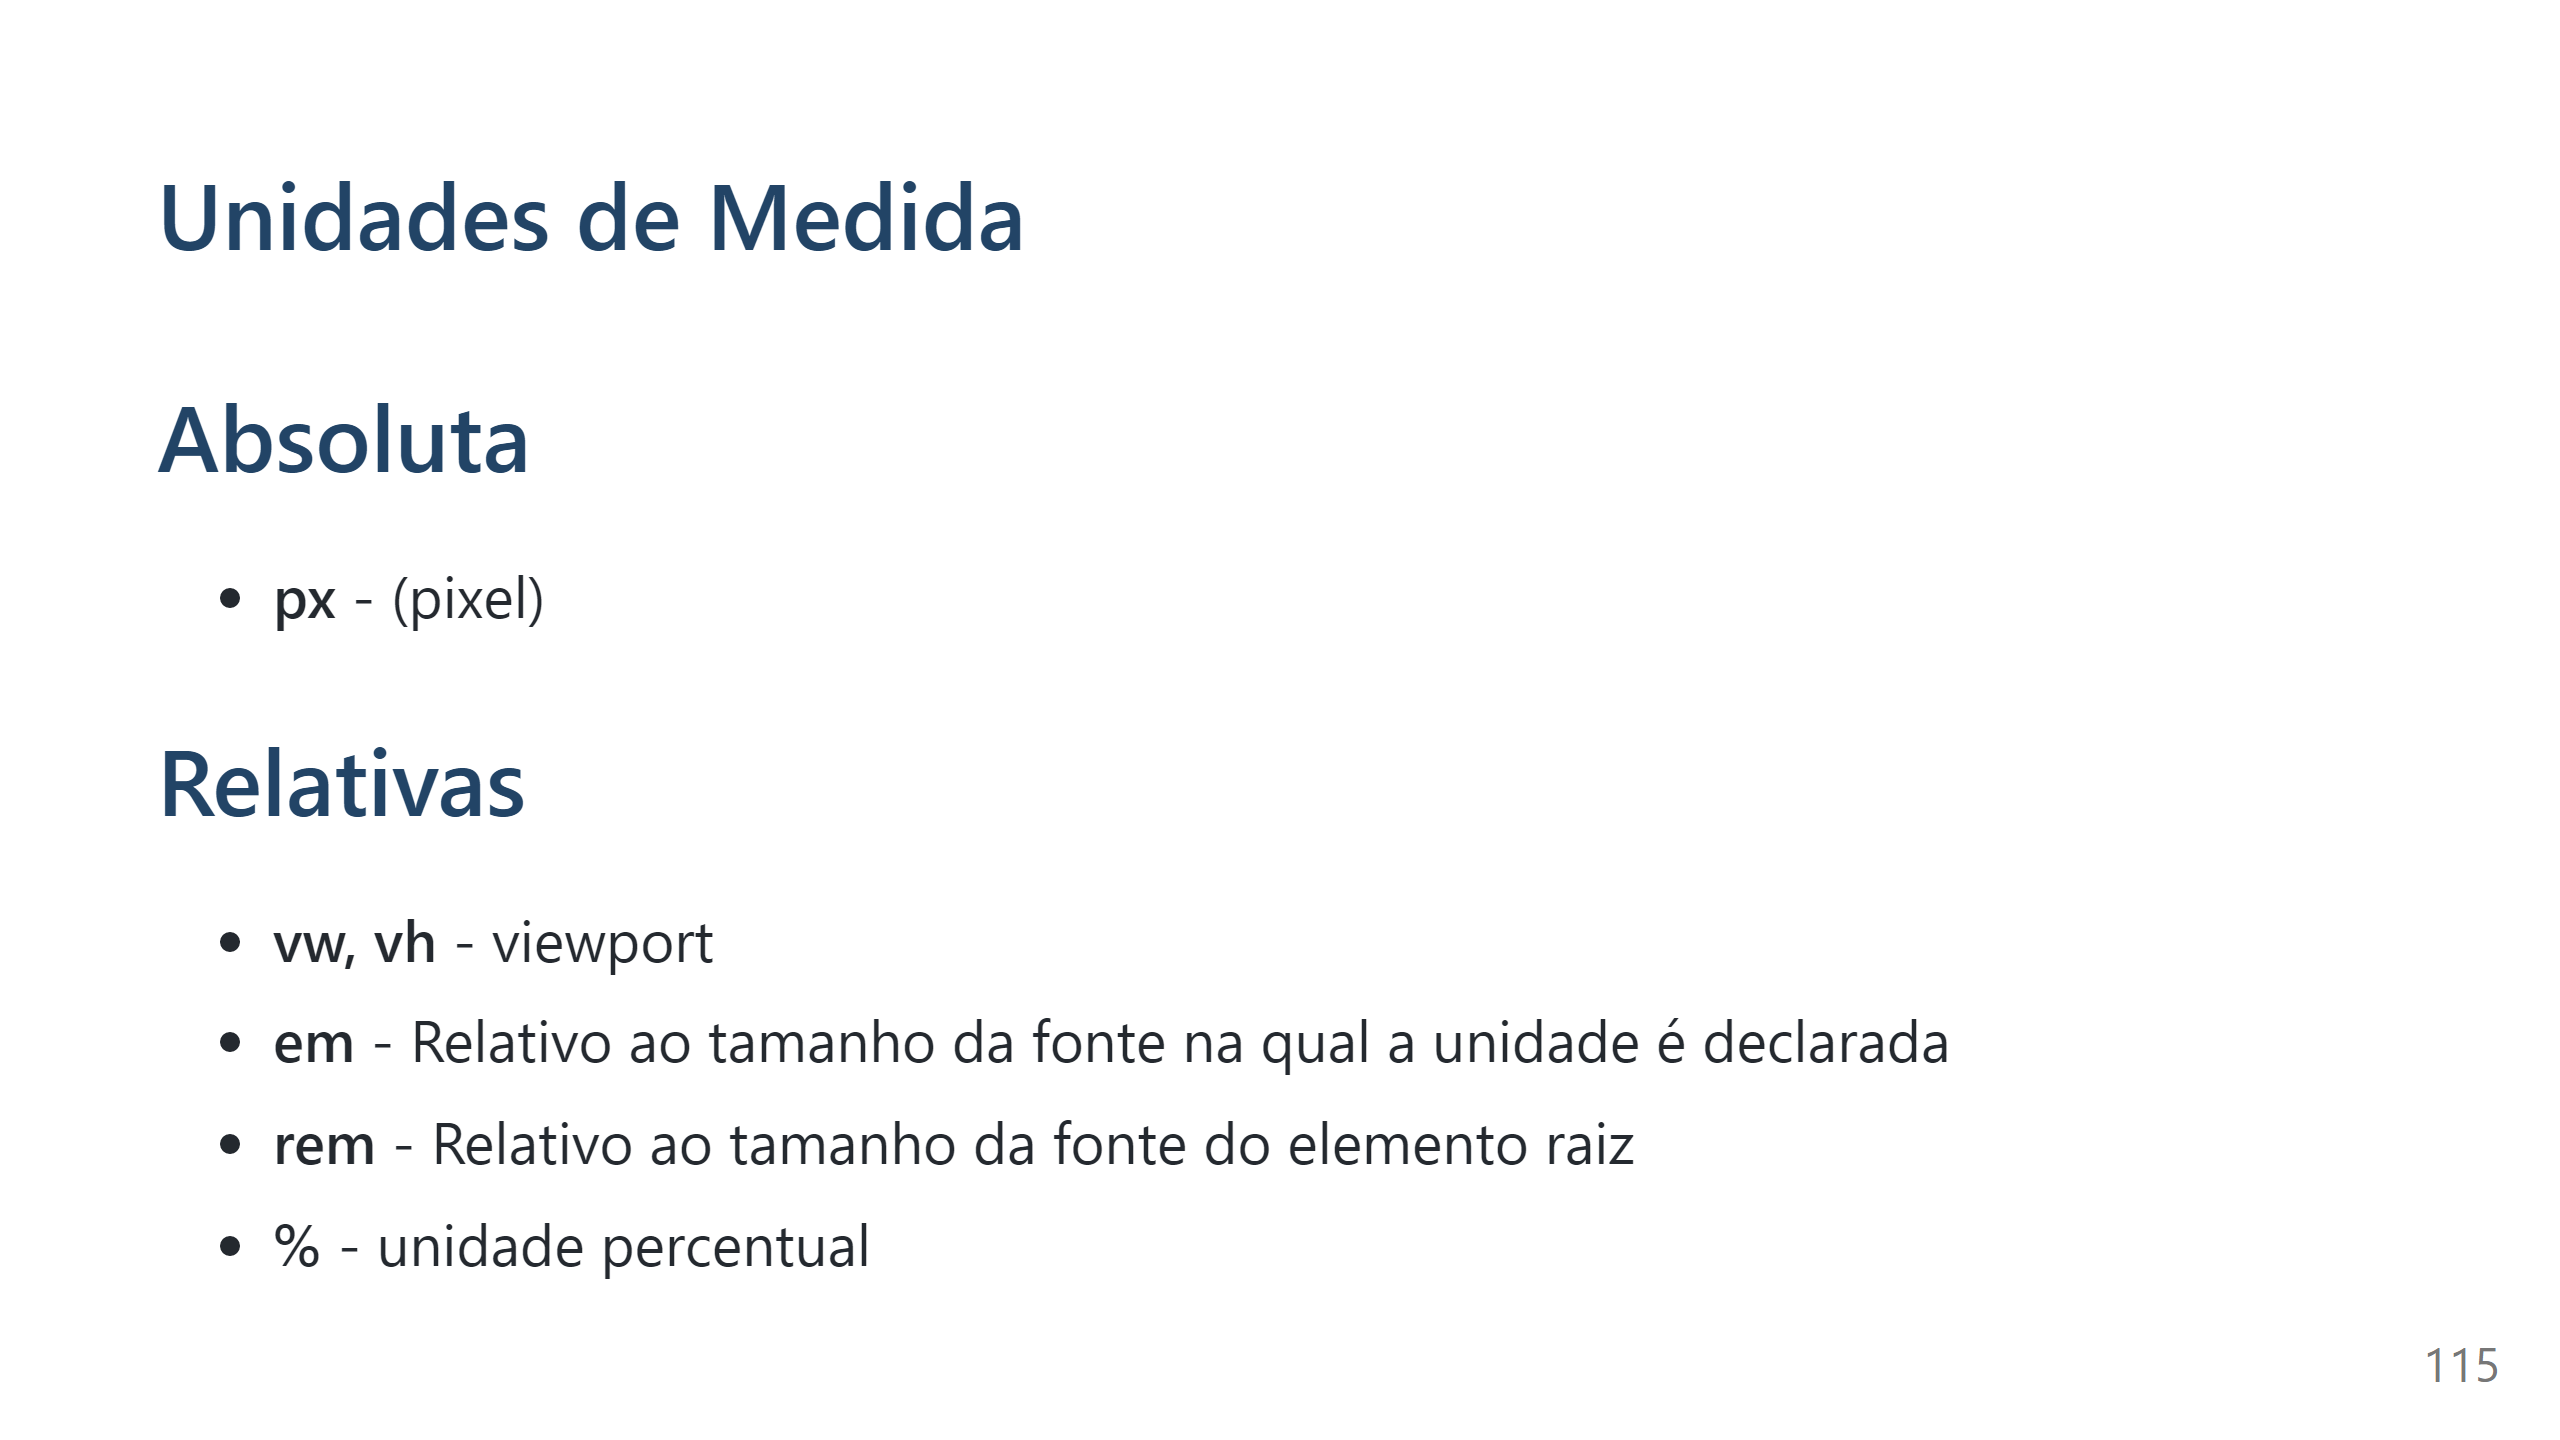 Unidades de Medida
Absoluta
• px - (pixel)
Relativas
• vw, vh - viewport
• em - Relativo ao tamanho da fonte na qual a unidade é declarada
• rem - Relativo ao tamanho da fonte do elemento raiz
• % - unidade percentual
115